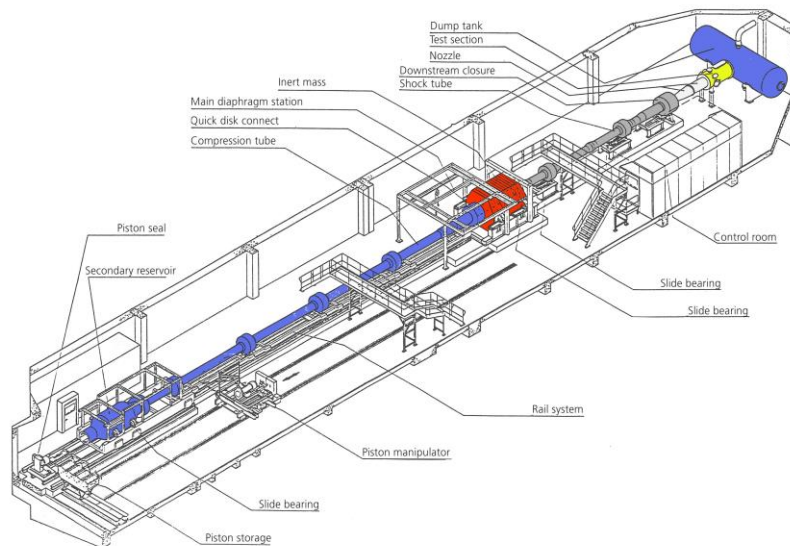 Dump tank
Test section
Nozzle
Downstream closure
Shock tube
Inert mass
Main diaphragm station
Quick disk connect
Compression tube
Piston seal
Secondary reservoir
Control room
Slide bearing
Slide bearing
Rail system
Piston manipulator
Slide bearing
Piston storage